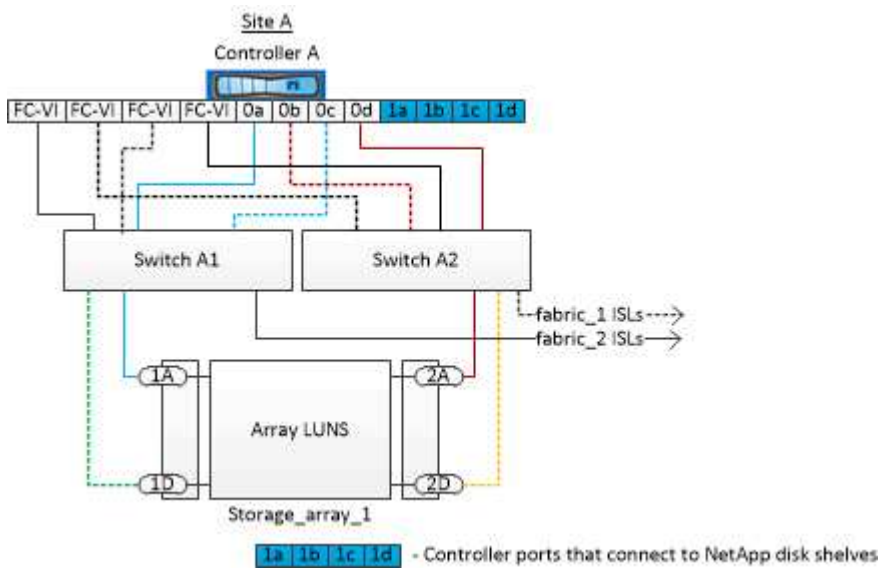 Site A
Controller A
FC-VI FC-VI FC-VI FC-VI 0a 0b 0c 0d 1a 1b 1c 1d
Switch A1
Switch A2
fabric_1 ISLs
fabric_2 ISLs
1A
2A
Array LUNS
1D
2D
Storage_array_1
1a 1b 1c 1d - Controller ports that connect to NetApp disk shelves